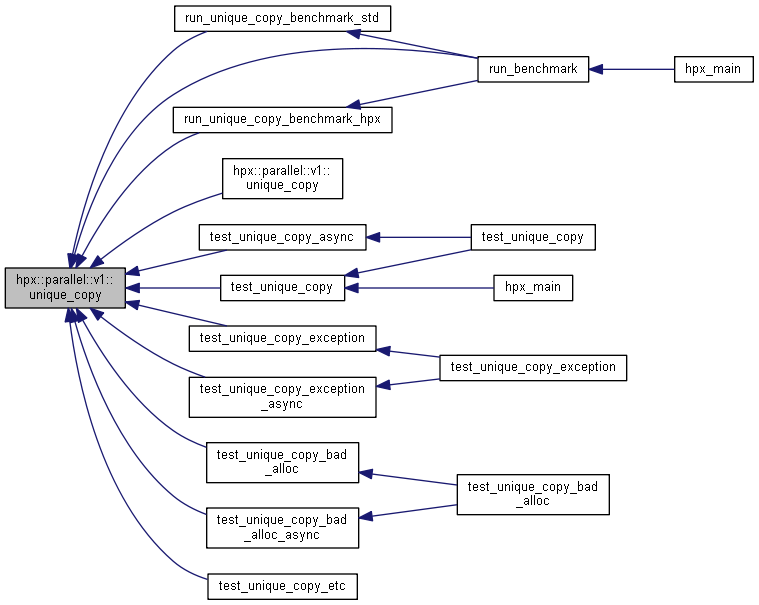 run_unique_copy_benchmark_std
run_benchmark
hpx_main
run_unique_copy_benchmark_hpx
hpx::parallel::v1::
unique_copy
test_unique_copy_async
test_unique_copy
hpx::parallel::v1::
unique_copy
test_unique_copy
hpx_main
test_unique_copy_exception
test_unique_copy_exception
test_unique_copy_exception
_async
test_unique_copy_bad
_alloc
test_unique_copy_bad
_alloc
test_unique_copy_bad
_alloc_async
test_unique_copy_etc